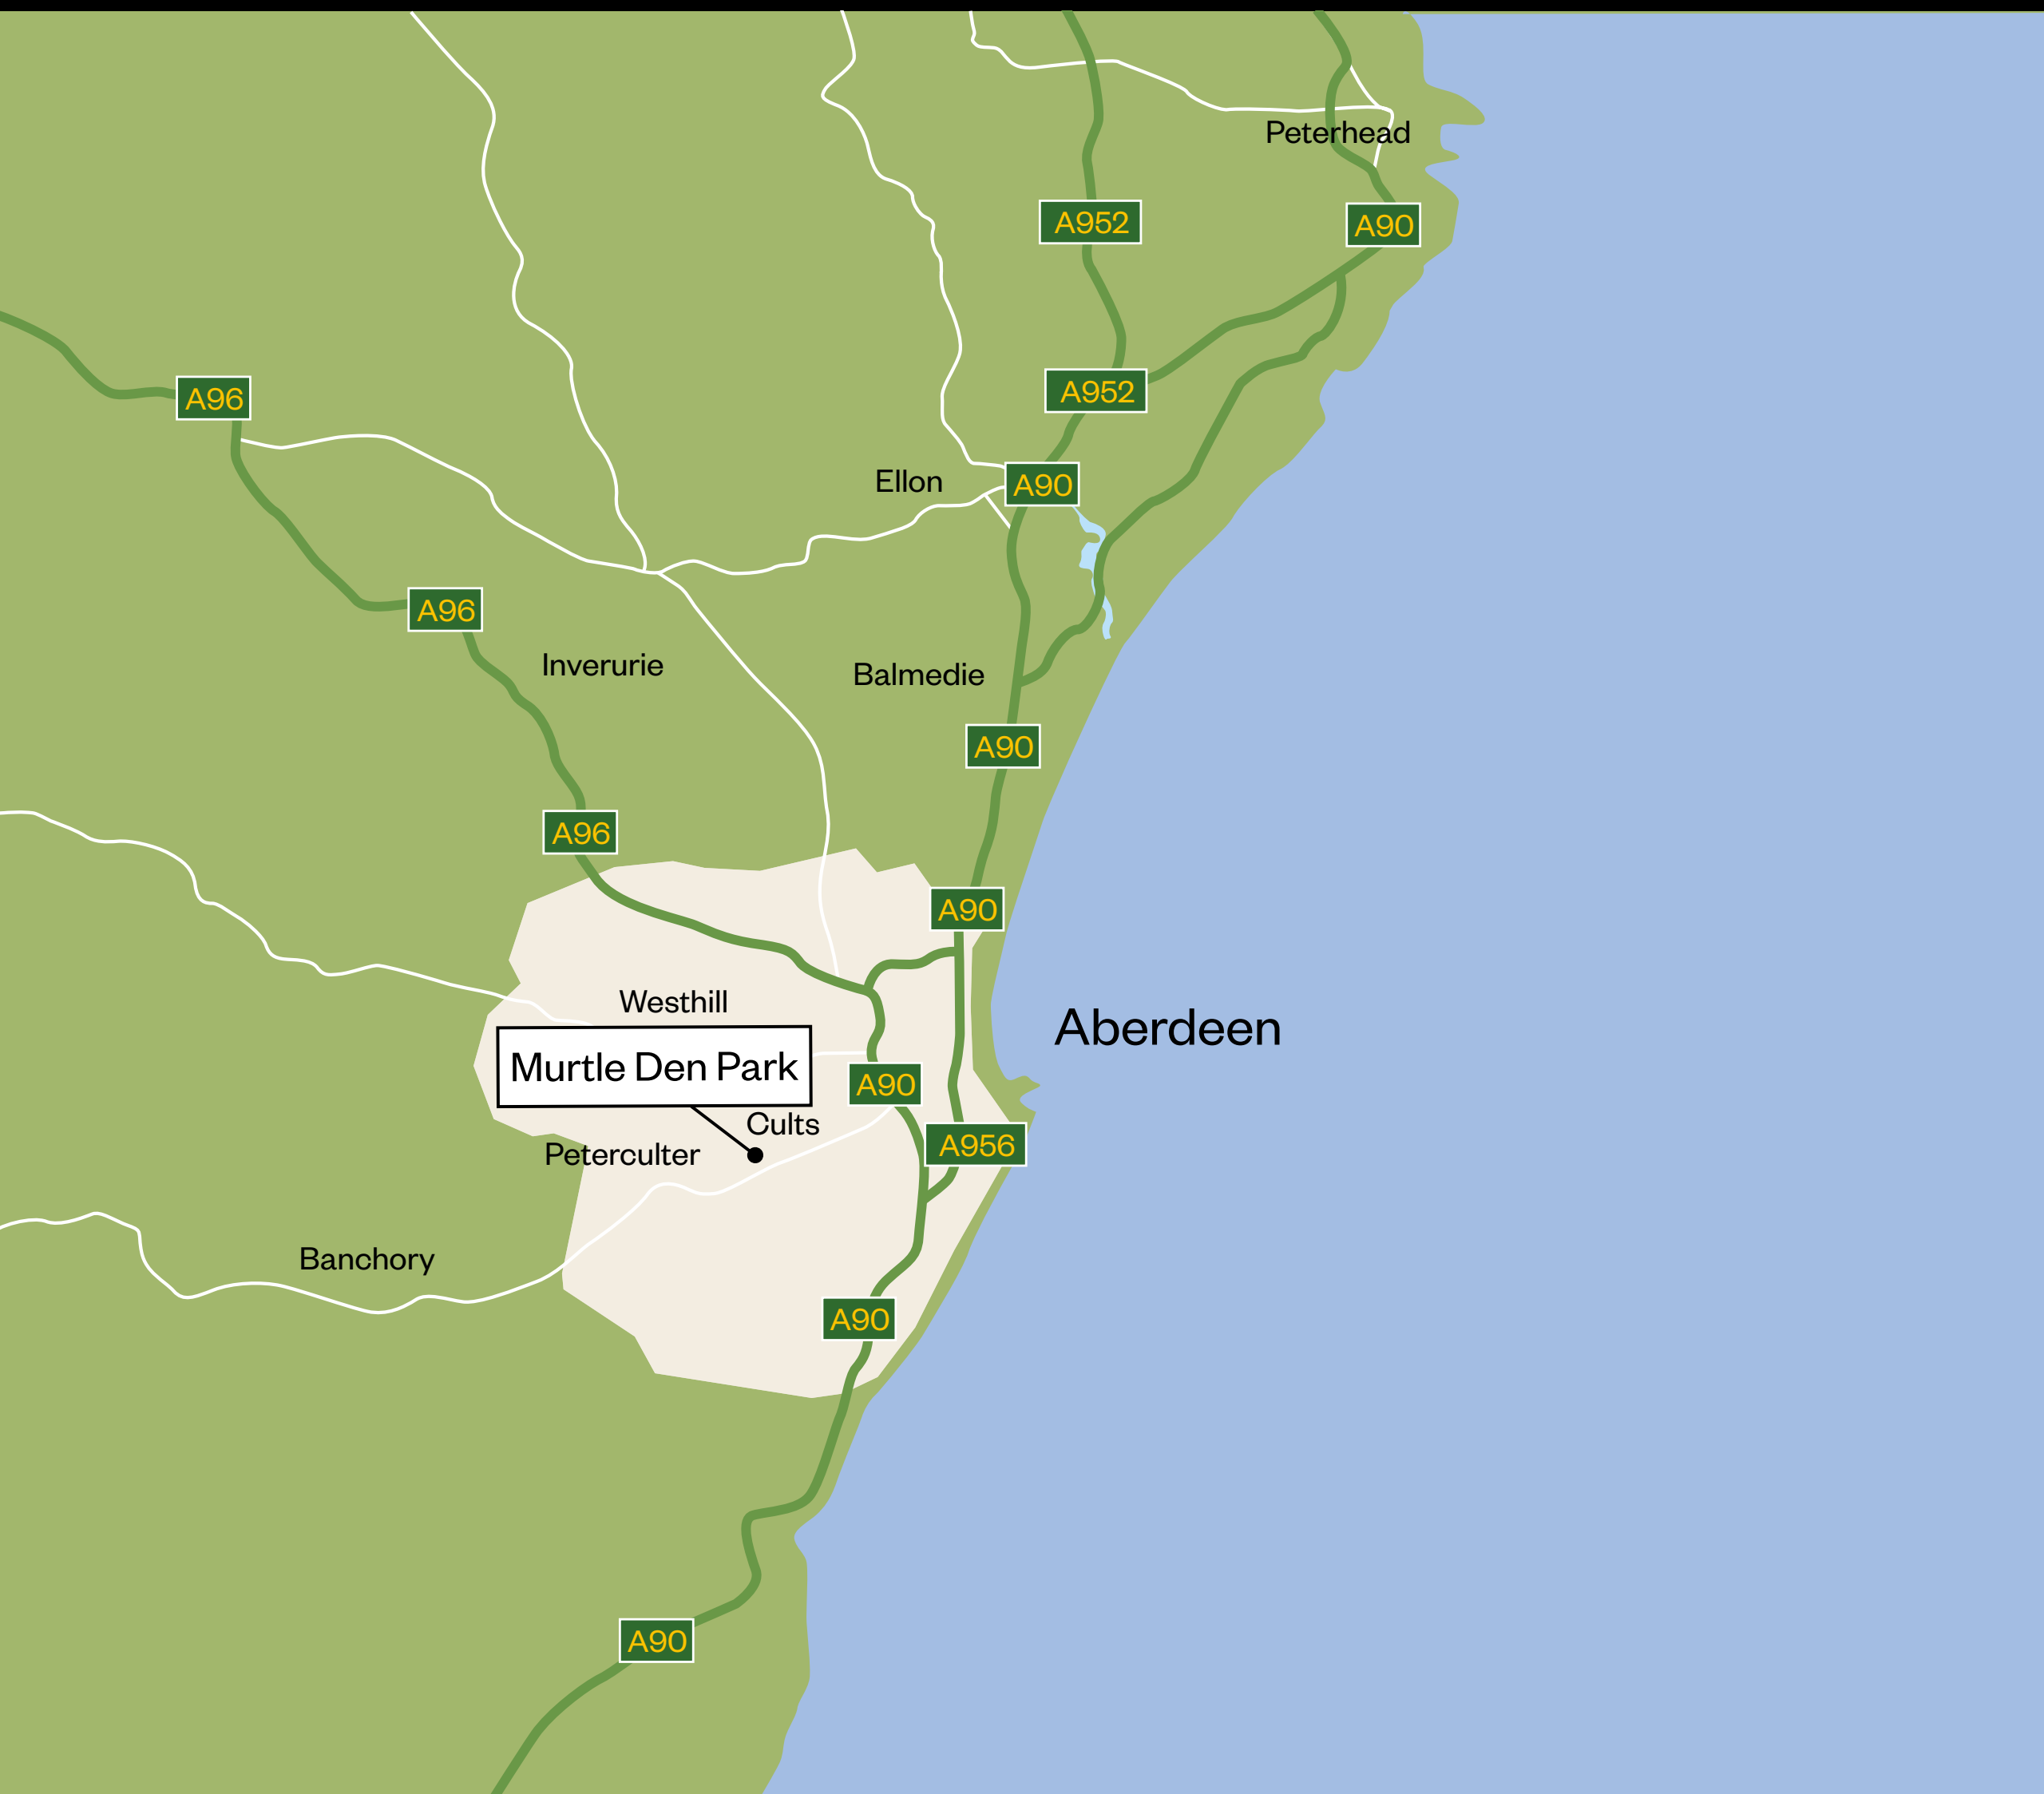 Peterhead
A952
A90
A952
A96
Ellon
A90
A96
Inverurie
Balmedie
A90
A96
A90
Westhill
Aberdeen
Murtle Den Park
A90
Cults
A956
Peterculter
Banchory
A90
A90